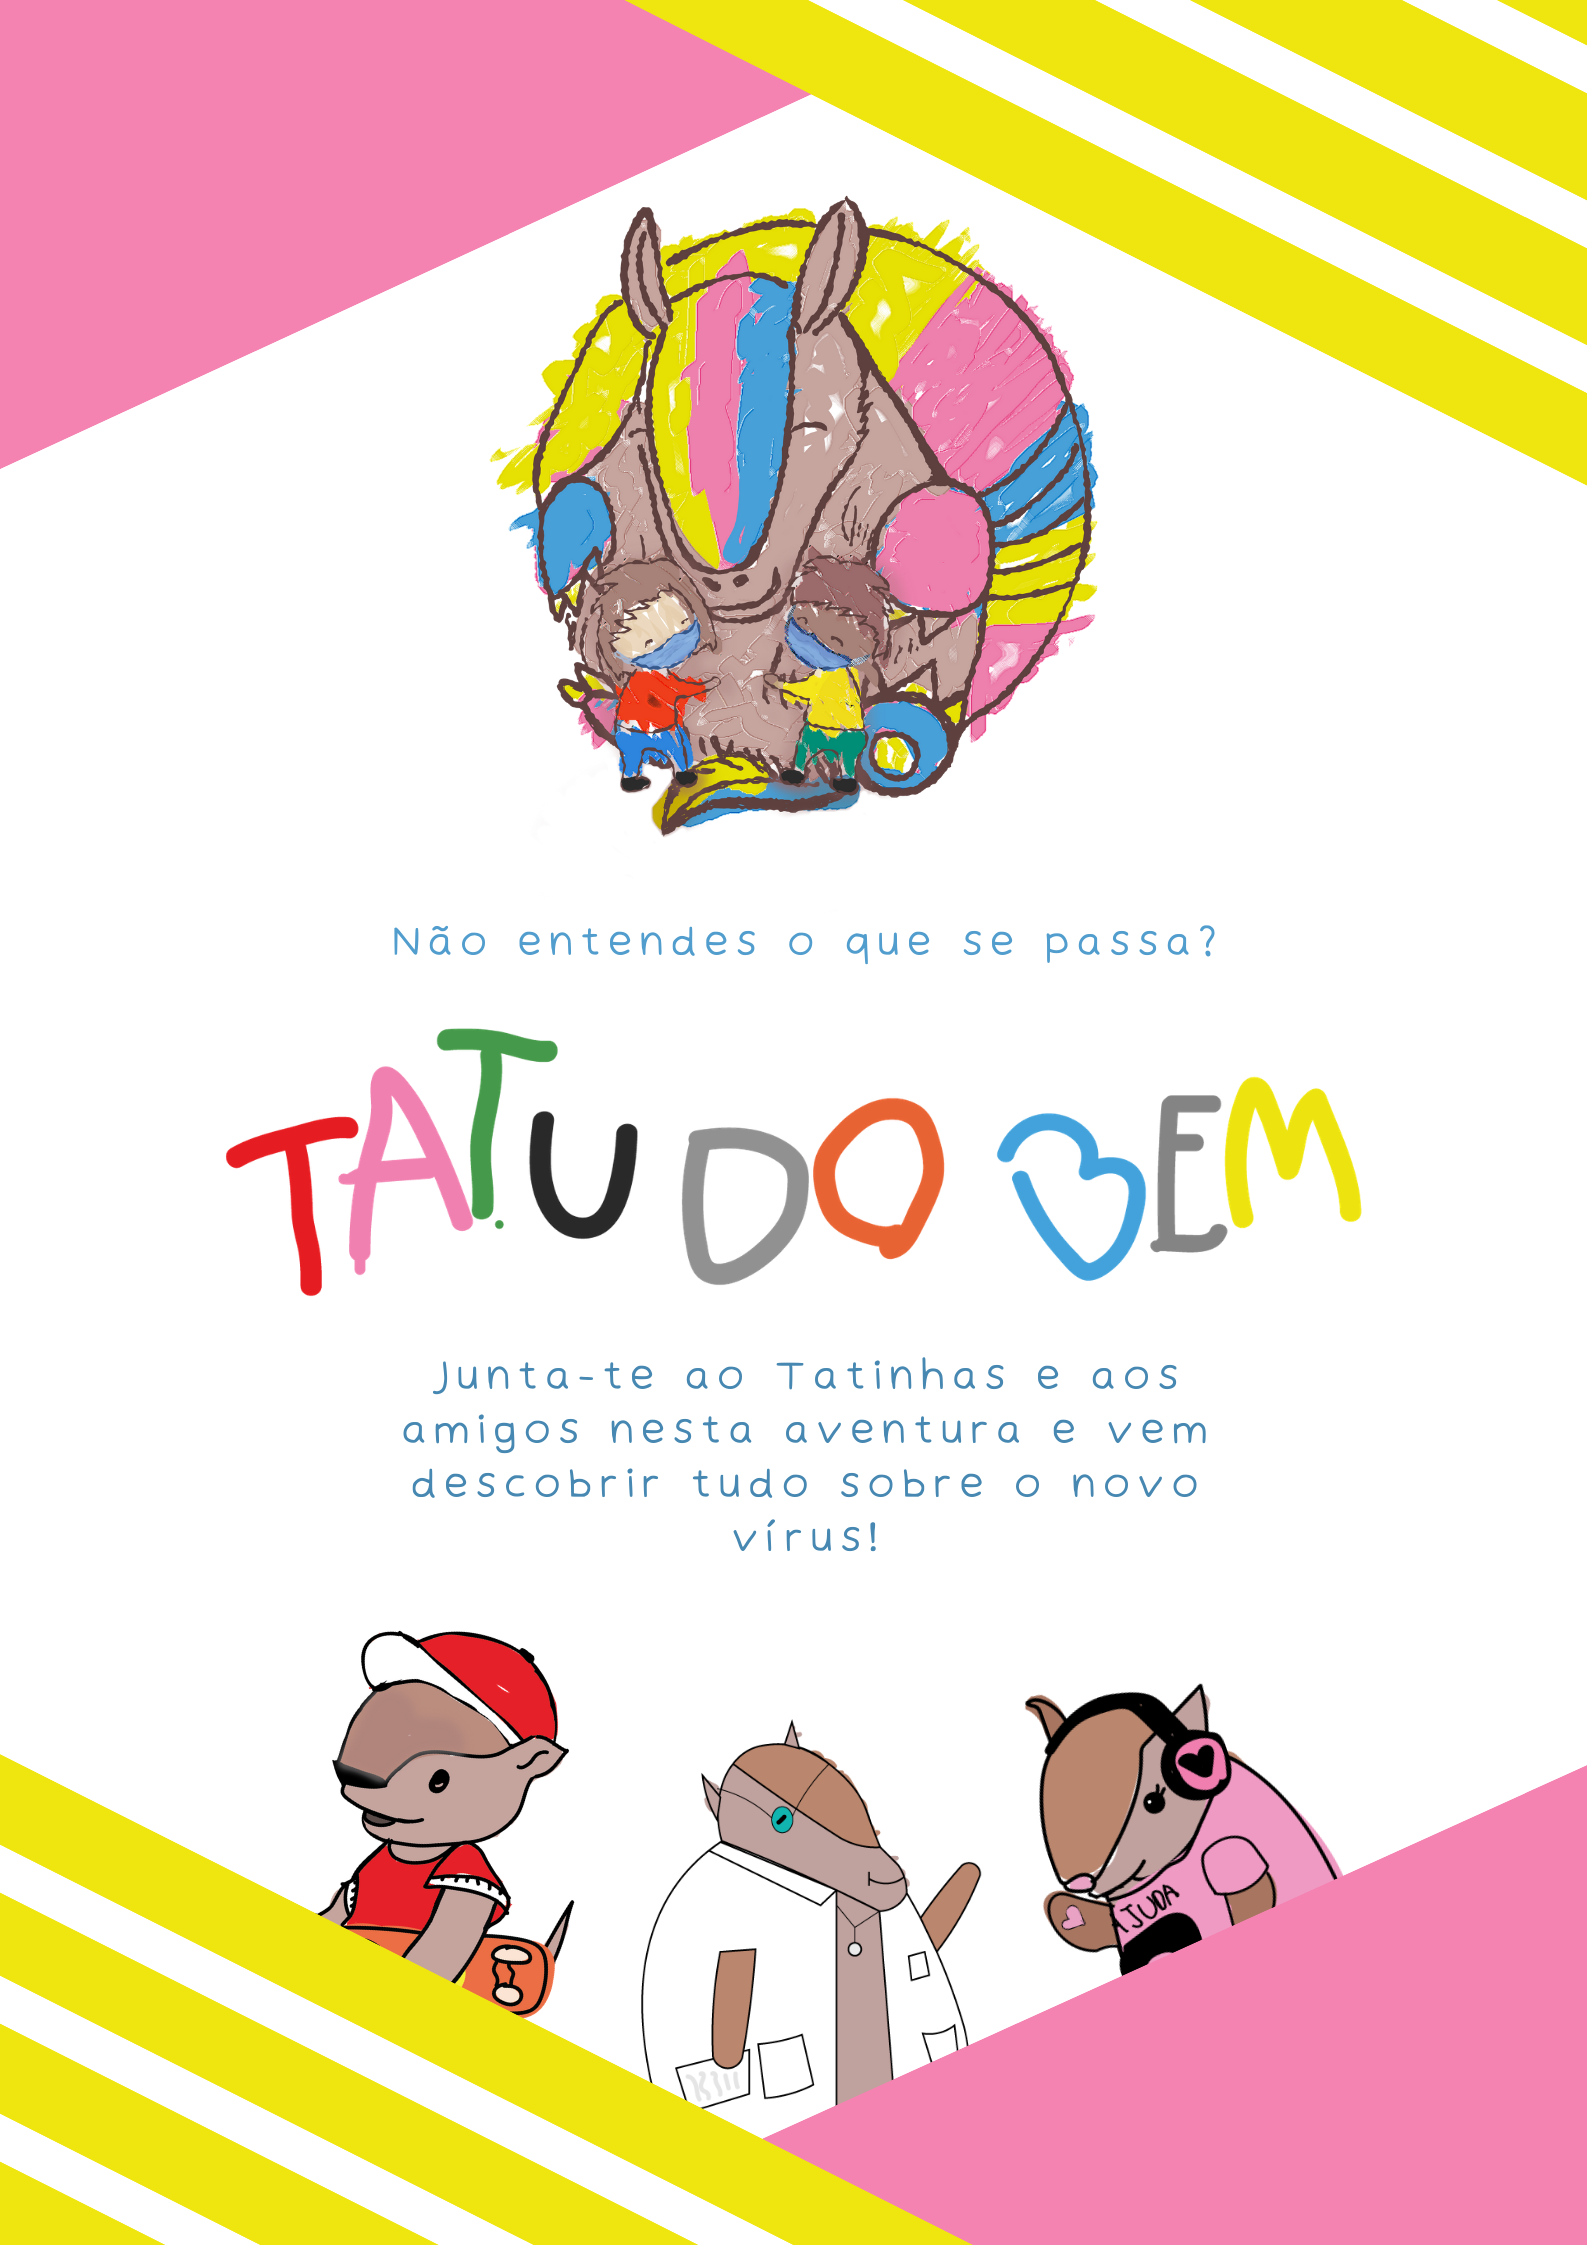 Não entendes o que se passa?
TATUDO BEM
Junta-te ao Tatinhas e aos
amigos nesta aventura e vem
descobrir tudo sobre o novo
vírus!
AJUDA